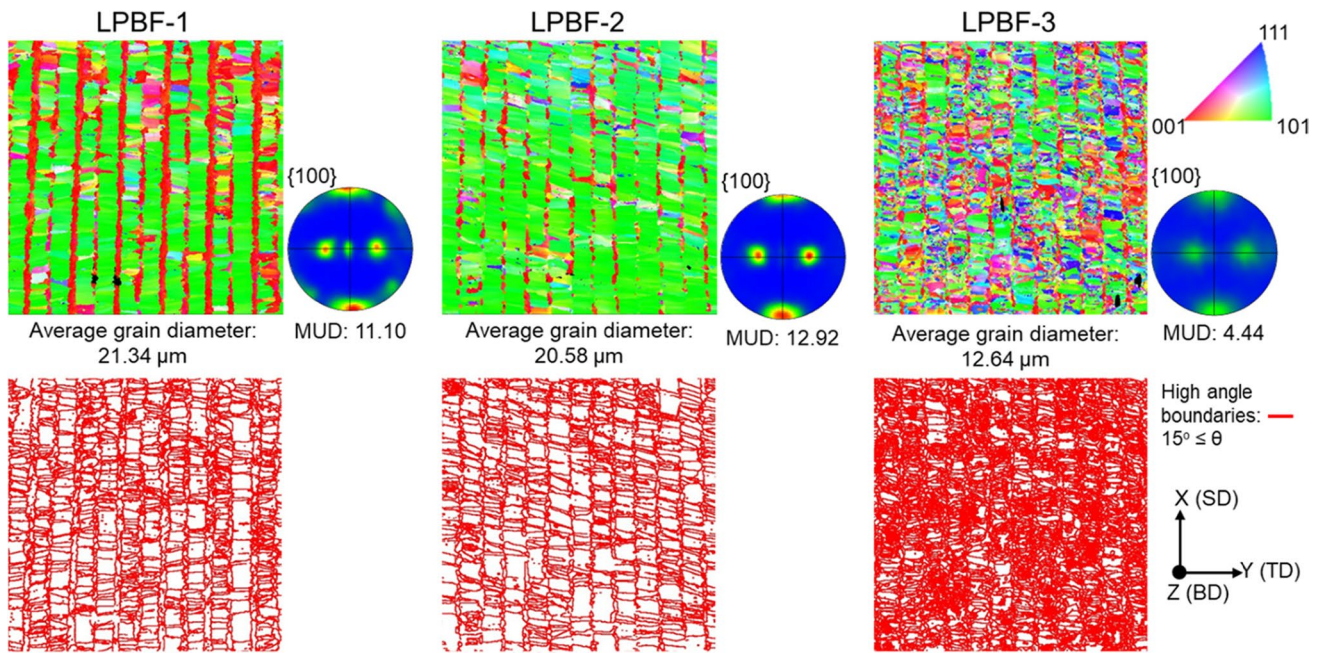 LPBF-1
LPBF-2
LPBF-3
111
001
101
{100}
{100}
{100}
Average grain diameter:
21.34 µm
MUD: 11.10
Average grain diameter:
20.58 µm
MUD: 12.92
Average grain diameter:
12.64 µm
MUD: 4.44
High angle
boundaries:
15° ≤ θ
X (SD)
Y (TD)
Z (BD)